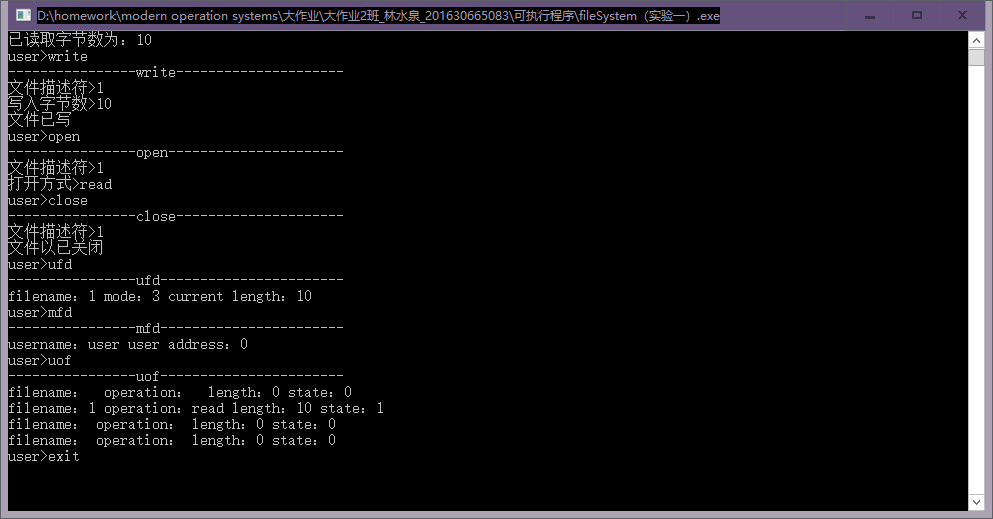 D:\homework\modern operation systems\大作业\大作业2班_林水泉_201630665083\可执行程序\fileSystem（实验一）.exe
已读取字节数为：10
user>write
----------------write---------------------
文件描述符>1
写入字节数>10
文件已写
user>open
----------------open----------------------
文件描述符>1
打开方式>read
user>close
----------------close---------------------
文件描述符>1
文件以已关闭
user>ufd
----------------ufd-----------------------
filename：1 mode：3 current length：10
user>mfd
----------------mfd-----------------------
username：user user address：0
user>uof
----------------uof-----------------------
filename：  operation：  length：0 state：0
filename：1 operation：read length：10 state：1
filename： operation： length：0 state：0
filename： operation： length：0 state：0
user>exit